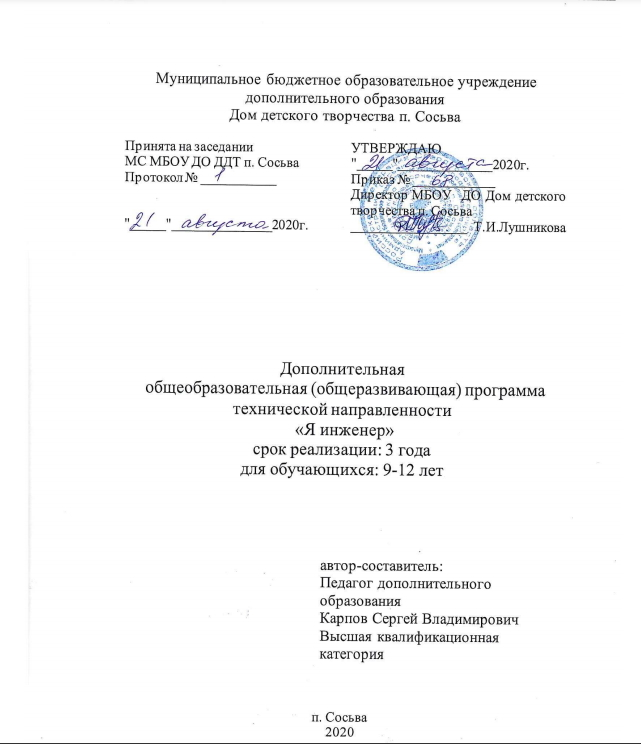 Муниципальное бюджетное образовательное учреждение
дополнительного образования
Дом детского творчества п. Сосьва
Принята на заседании
МС МБОУ ДО ДДТ п. Сосьва
Протокол № 1
"21" августа 2020г.
УТВЕРЖДАЮ
"21" августа 2020г.
Приказ № 68
Директор МБОУ ДО Дом детского
творчества п. Сосьва
Т.И.Лушникова
Дополнительная
общеобразовательная (общеразвивающая) программа
технической направленности
«Я инженер»
срок реализации: 3 года
для обучающихся: 9-12 лет
автор-составитель:
Педагог дополнительного
образования
Карпов Сергей Владимирович
Высшая квалификационная
категория
п. Сосьва
2020